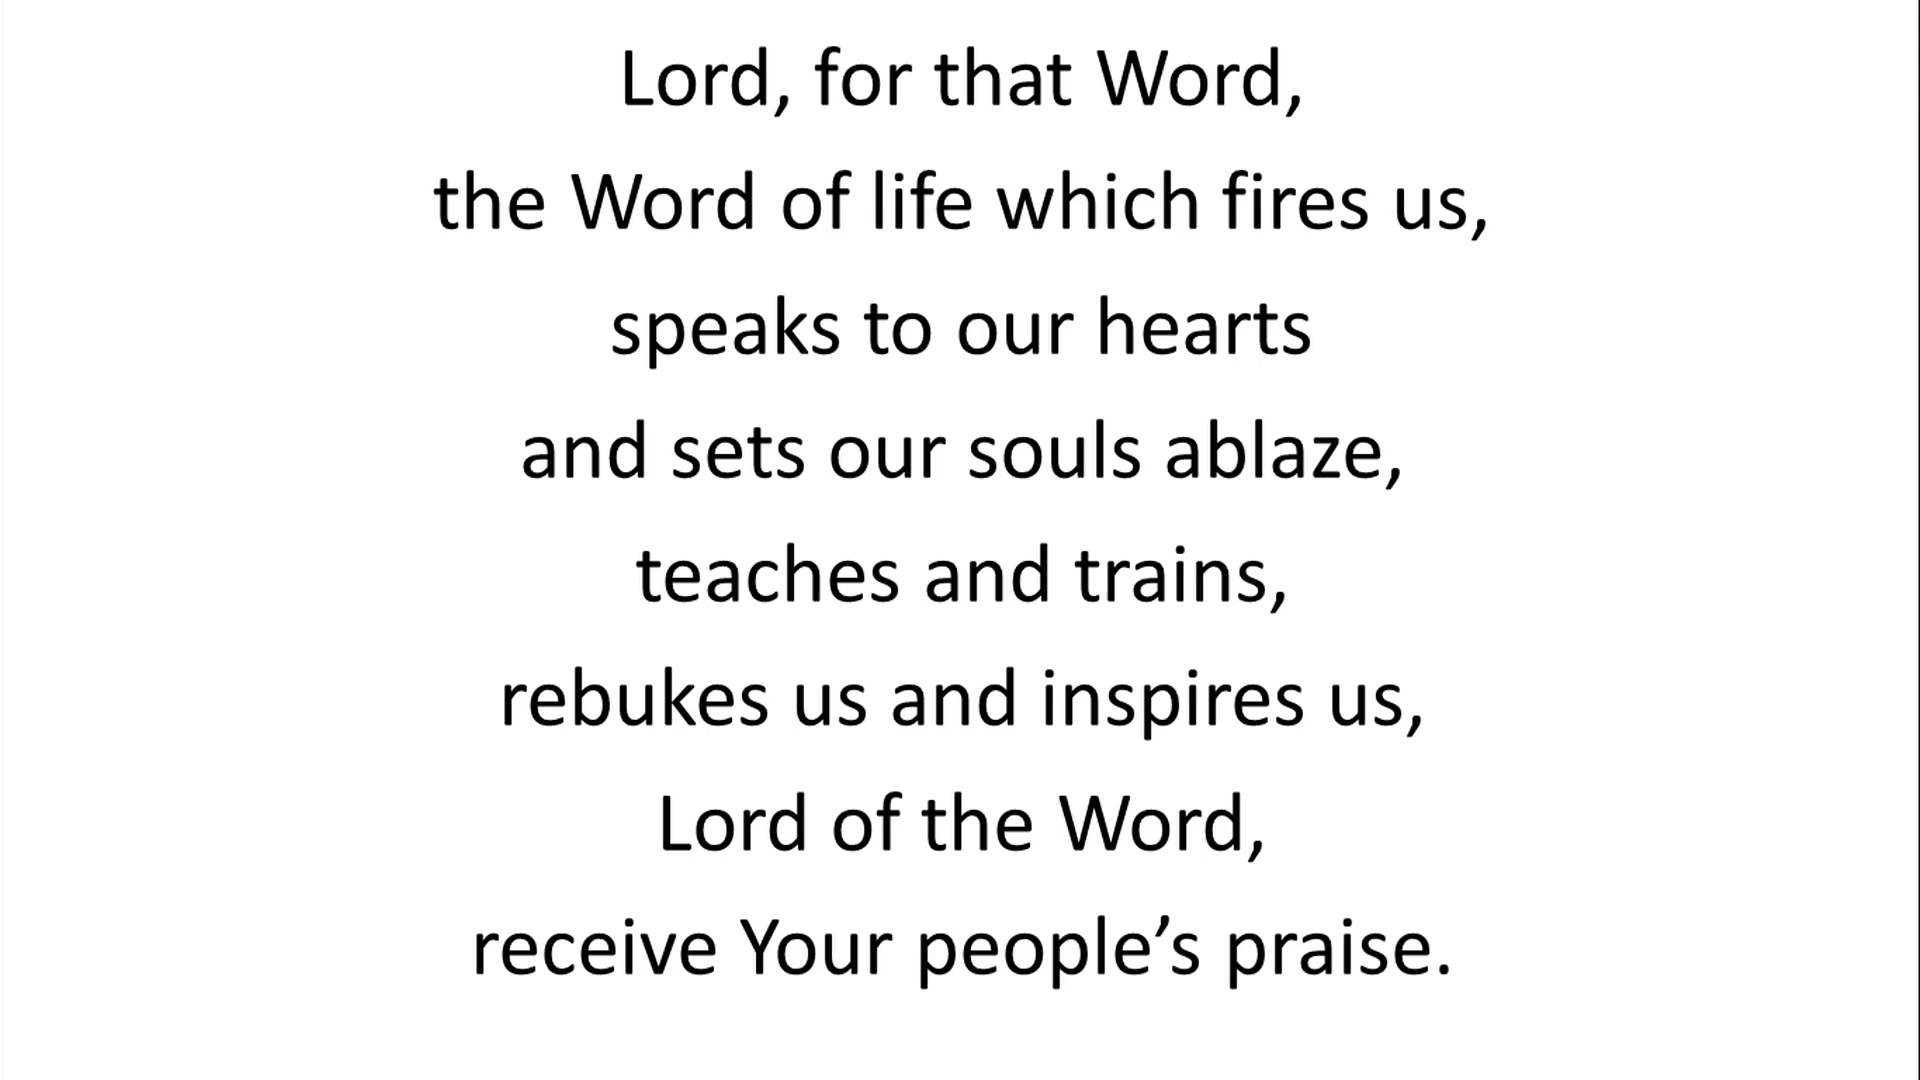 Lord, for that Word,
the Word of life which fires us,
speaks to our hearts
and sets our souls ablaze,
teaches and trains,
rebukes us and inspires us,
Lord of the Word,
receive Your people’s praise.